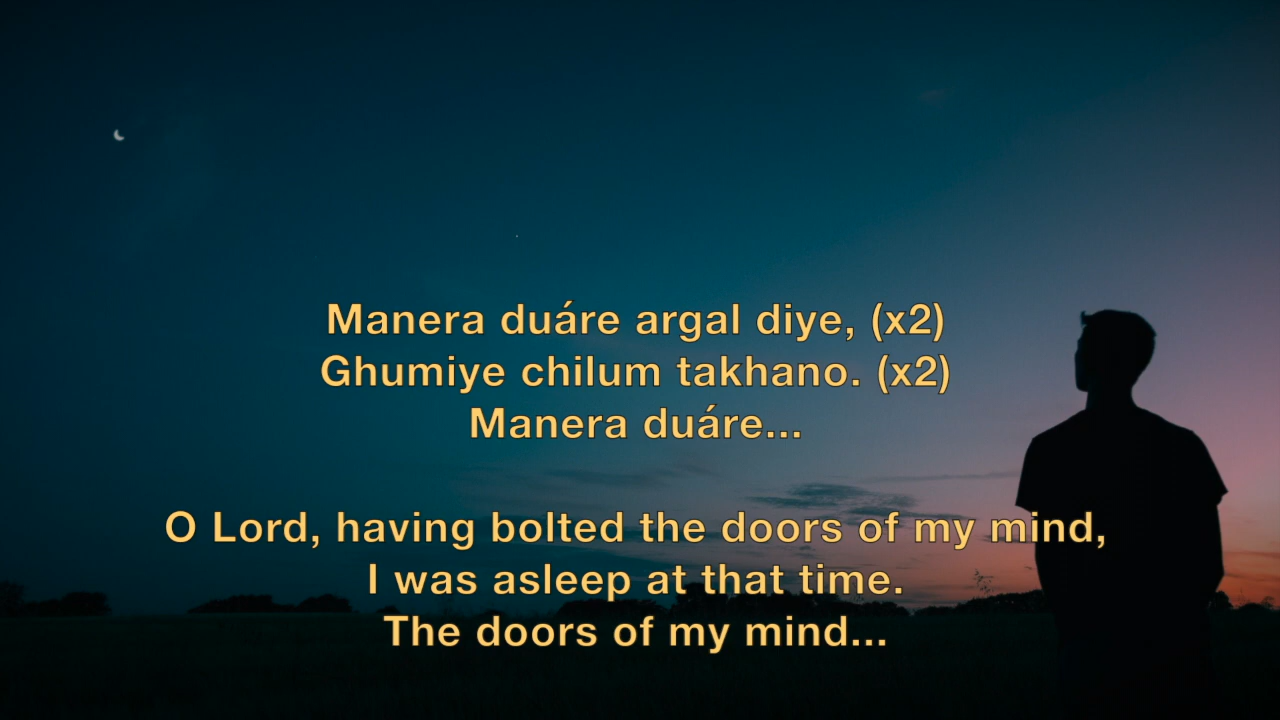 Manera duáre argal diye, (x2)
Ghumiye chilum takhano. (x2)
Manera duáre...
O Lord, having bolted the doors of my mind,
I was asleep at that time.
The doors of my mind...